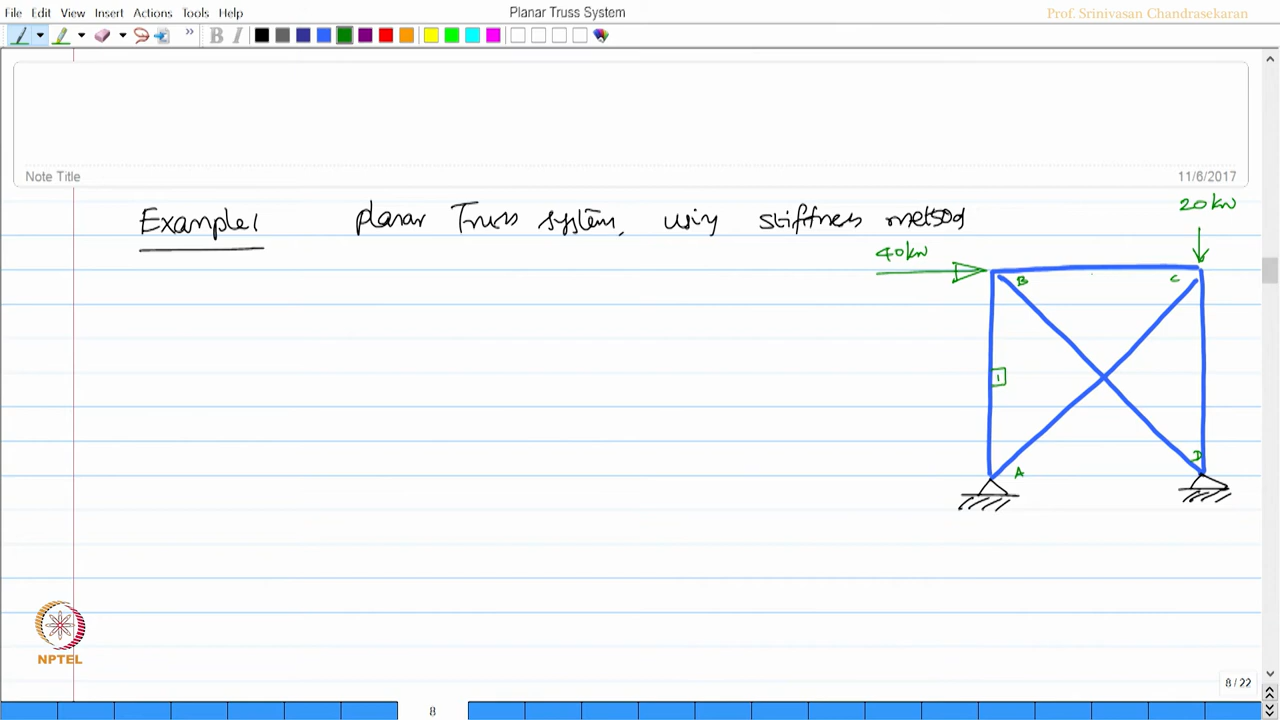 File Edit View Insert Actions Tools Help
Planar Truss System
Prof. Srinivasan Chandrasekaran
B I
Note Title
11/6/2017
Example1 planar Truss system, using stiffness method
20kN
40kN
B
C
1
A
D
NPTEL
8 / 22
8